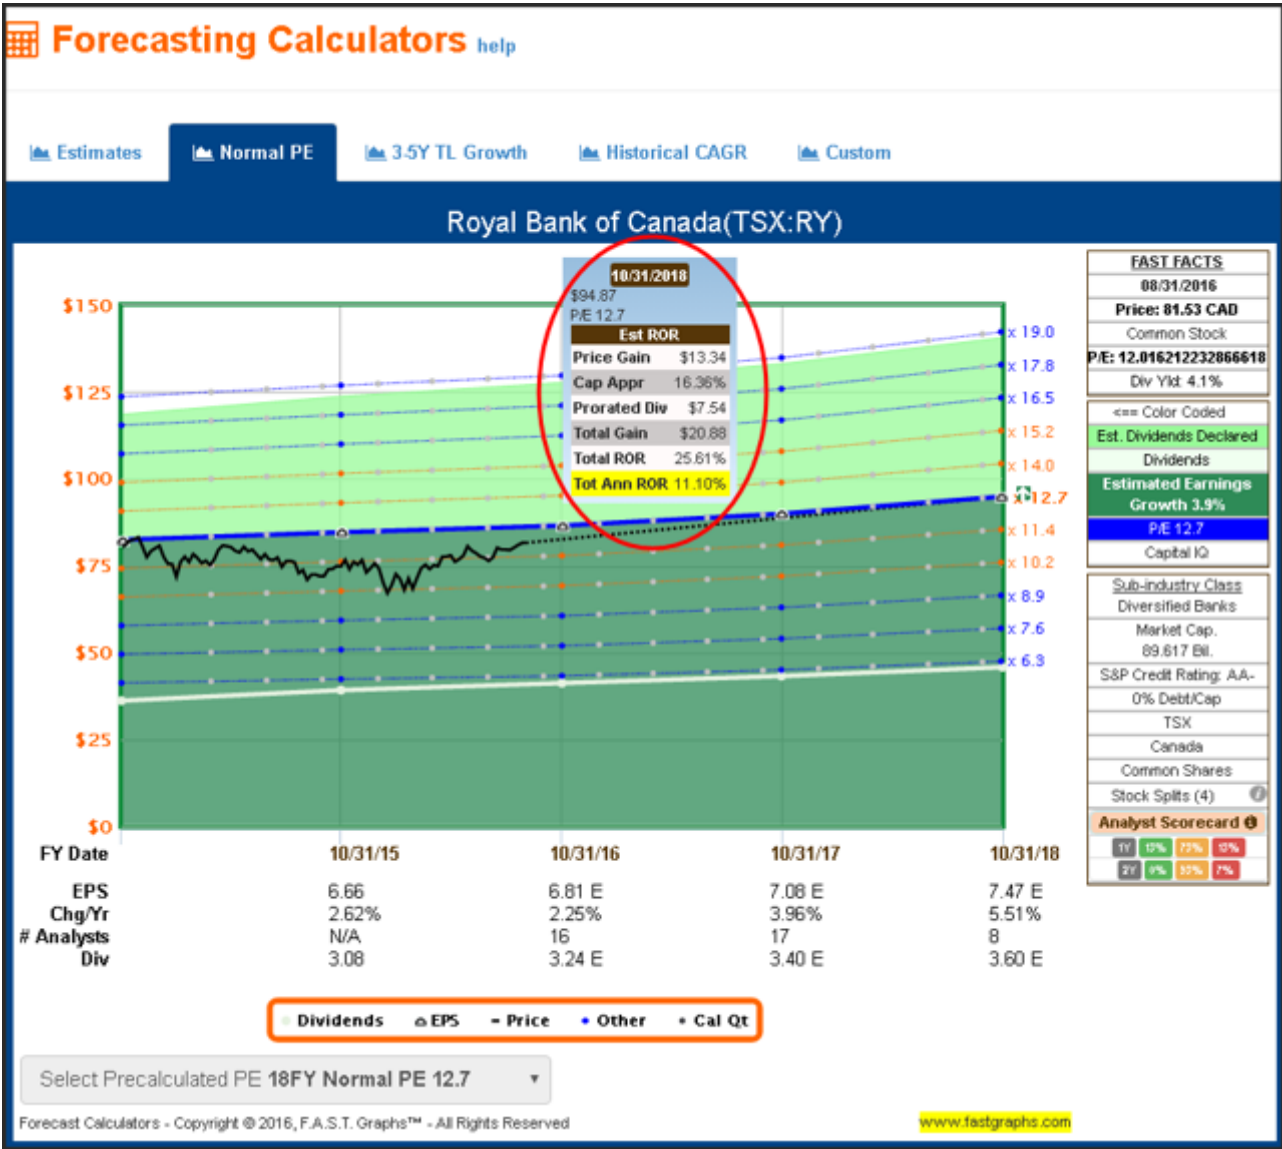 Forecasting Calculators help
Estimates Normal PE 3-5Y TL Growth Historical CAGR Custom
Royal Bank of Canada(TSX:RY)
10/31/2018
$94.87
P/E 12.7
Est ROR
Price Gain $13.34
Cap Appr 16.36%
Prorated Div $7.54
Total Gain $20.88
Total ROR 25.61%
Tot Ann ROR 11.10%
$150
$125
$100
$75
$50
$25
$0
x 19.0
x 17.8
x 16.5
x 15.2
x 14.0
x 12.7
x 11.4
x 10.2
x 8.9
x 7.6
x 6.3
FAST FACTS
08/31/2016
Price: 81.53 CAD
Common Stock
P/E: 12.016212232866618
Div Yld: 4.1%
<== Color Coded
Est. Dividends Declared
Dividends
Estimated Earnings
Growth 3.9%
P/E 12.7
Capital IQ
Sub-industry Class
Diversified Banks
Market Cap.
89.617 Bil.
S&P Credit Rating: AA-
0% Debt/Cap
TSX
Canada
Common Shares
Stock Splits (4)
Analyst Scorecard
1Y 13% 73% 13%
2Y 93% 7%
FY Date 10/31/15 10/31/16 10/31/17 10/31/18
EPS 6.66 6.81 E 7.08 E 7.47 E
Chg/Yr 2.62% 2.25% 3.96% 5.51%
# Analysts N/A 16 17 8
Div 3.08 3.24 E 3.40 E 3.60 E
Dividends EPS Price Other Cal Qt
Select Precalculated PE 18FY Normal PE 12.7
Forecast Calculators - Copyright © 2016, F.A.S.T. Graphs™ - All Rights Reserved
www.fastgraphs.com